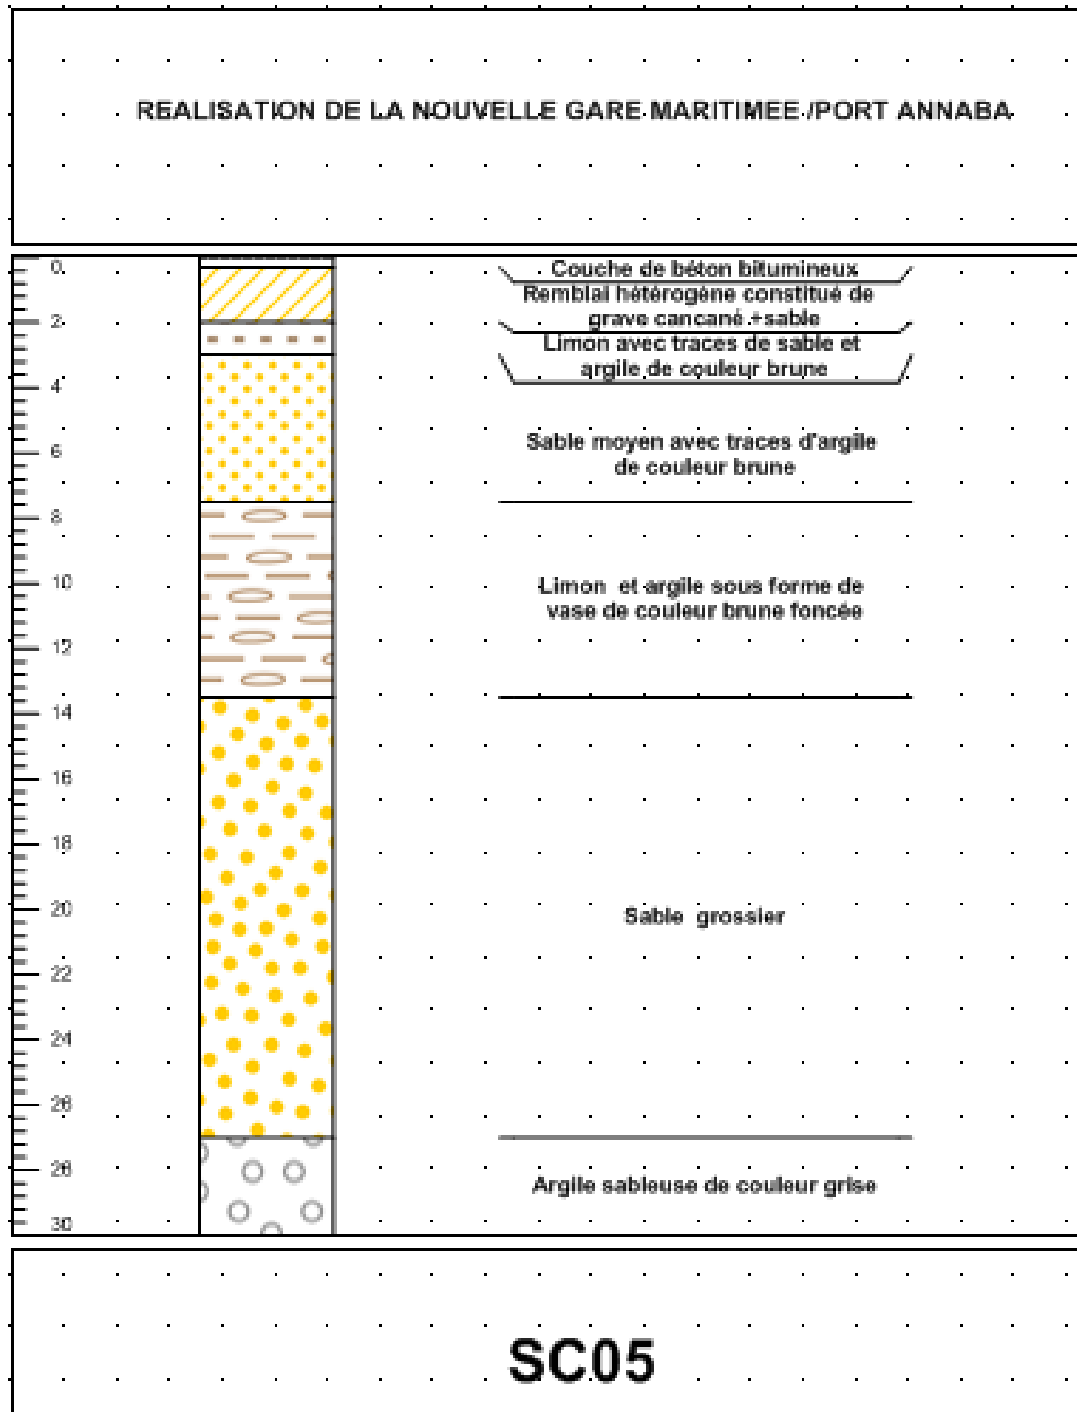 REALISATION DE LA NOUVELLE GARE MARITIMEE /PORT ANNABA
0
Couche de béton bitumineux
Remblai hétérogène constitué de
2
grave cancané +sable
Limon avec traces de sable et
argile de couleur brune
4
Sable moyen avec traces d'argile
6
de couleur brune
8
10
Limon et argile sous forme de
vase de couleur brune foncée
12
14
16
18
20
Sable grossier
22
24
26
28
Argile sableuse de couleur grise
30
SC05